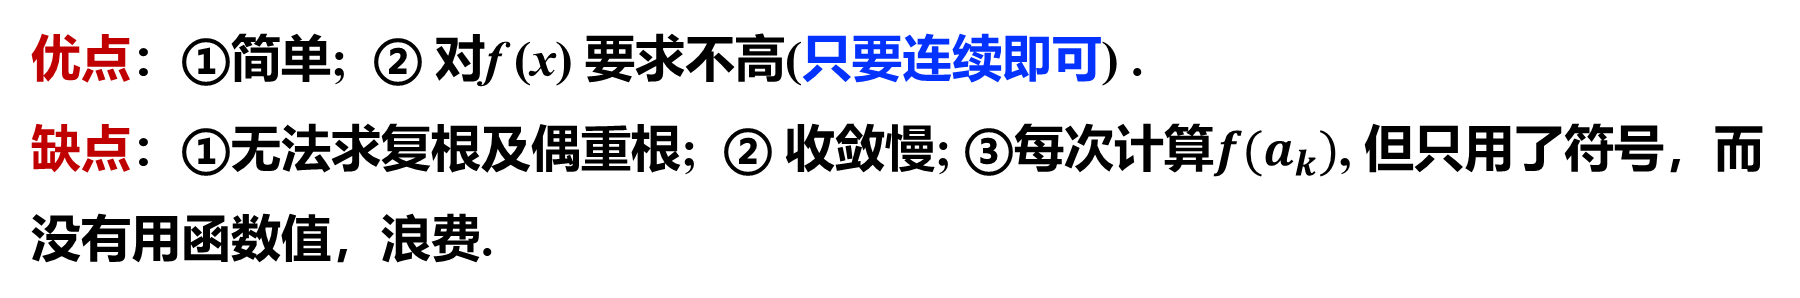 优点：①简单; ② 对f (x) 要求不高(只要连续即可) .
缺点：①无法求复根及偶重根; ② 收敛慢; ③每次计算f(aₖ), 但只用了符号，而
没有用函数值，浪费.